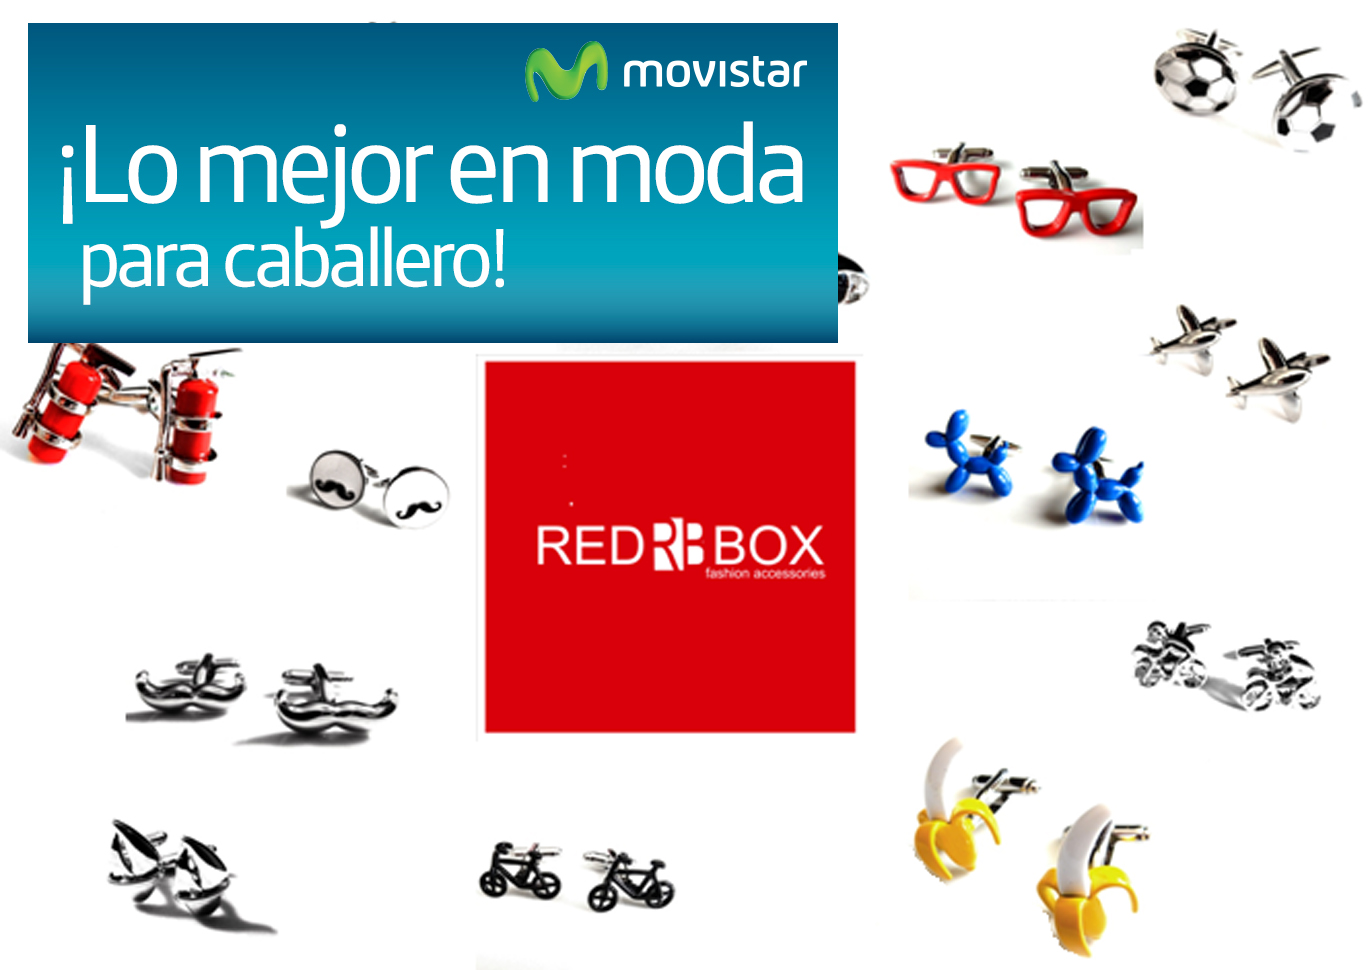 movistar
¡Lo mejor en moda
para caballero!
RED RB BOX
fashion accessories